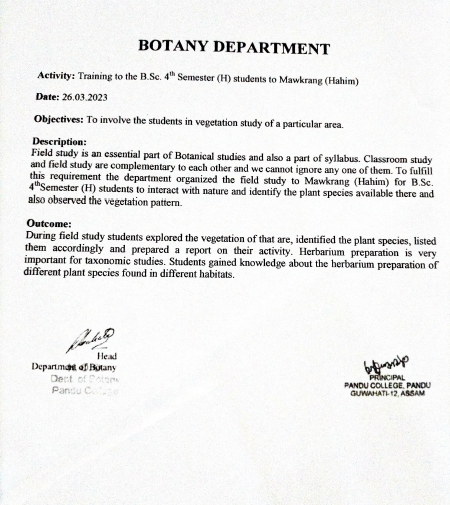 BOTANY DEPARTMENT
Activity: Training to the B.Sc. 4th Semester (H) students to Mawkrang (Hahim)
Date: 26.03.2023
Objectives: To involve the students in vegetation study of a particular area.
Description:
Field study is an essential part of Botanical studies and also a part of syllabus. Classroom study
and field study are complementary to each other and we cannot ignore any one of them. To fulfill
this requirement the department organized the field study to Mawkrang (Hahim) for B.Sc.
4thSemester (H) students to interact with nature and identify the plant species available there and
also observed the vegetation pattern.
Outcome:
During field study students explored the vegetation of that are, identified the plant species, listed
them accordingly and prepared a report on their activity. Herbarium preparation is very
important for taxonomic studies. Students gained knowledge about the herbarium preparation of
different plant species found in different habitats.
Head
Department of Botany
Dept. of Botany
Pandu College
PRINCIPAL
PANDU COLLEGE, PANDU
GUWAHATI-12, ASSAM